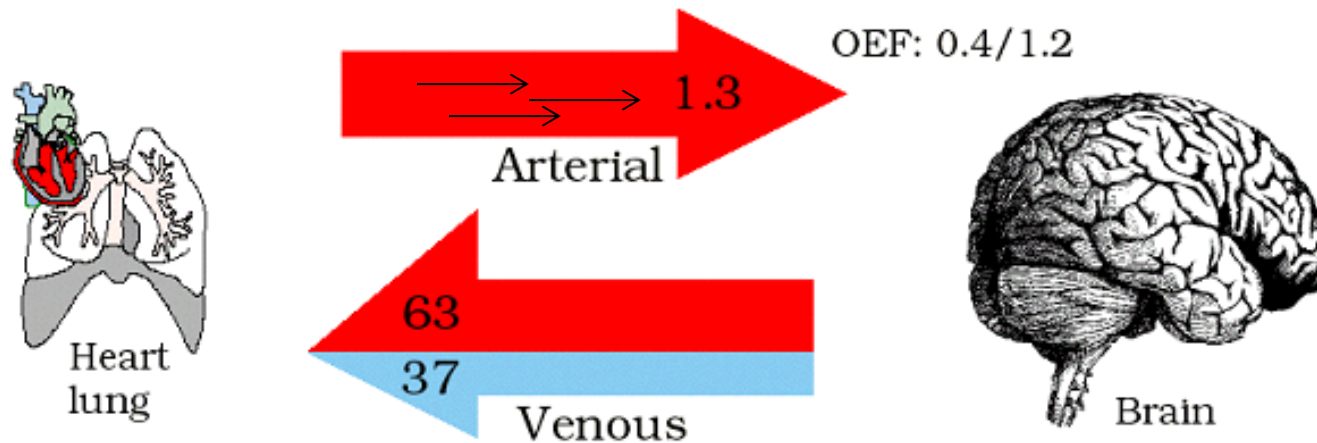 OEF: 0.4/1.2
1.3
Arterial
63
37
Venous
Heart
lung
Brain